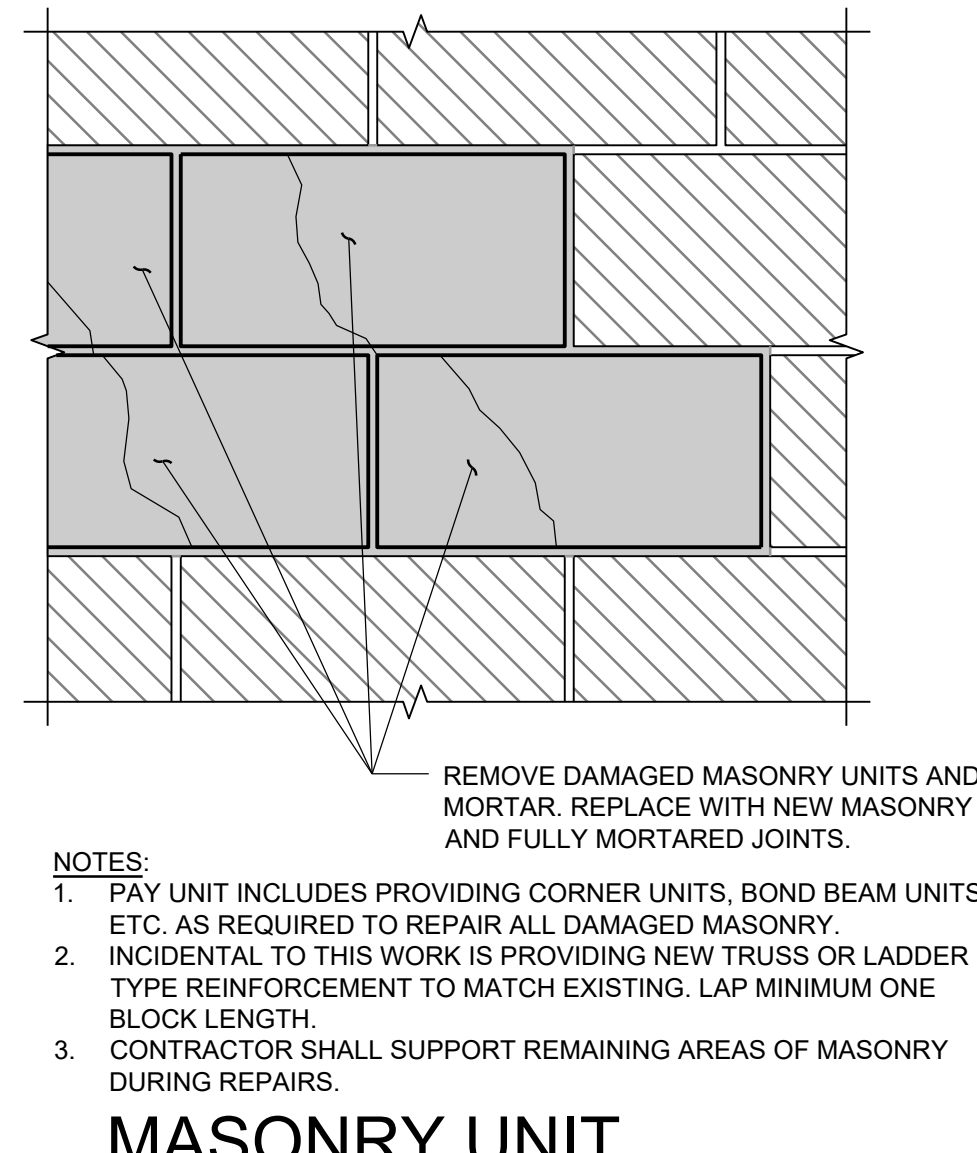 REMOVE DAMAGED MASONRY UNITS AND
MORTAR. REPLACE WITH NEW MASONRY
AND FULLY MORTARED JOINTS.
NOTES:
1. PAY UNIT INCLUDES PROVIDING CORNER UNITS, BOND BEAM UNITS
ETC. AS REQUIRED TO REPAIR ALL DAMAGED MASONRY.
2. INCIDENTAL TO THIS WORK IS PROVIDING NEW TRUSS OR LADDER
TYPE REINFORCEMENT TO MATCH EXISTING. LAP MINIMUM ONE
BLOCK LENGTH.
3. CONTRACTOR SHALL SUPPORT REMAINING AREAS OF MASONRY
DURING REPAIRS.
MASONRY UNIT